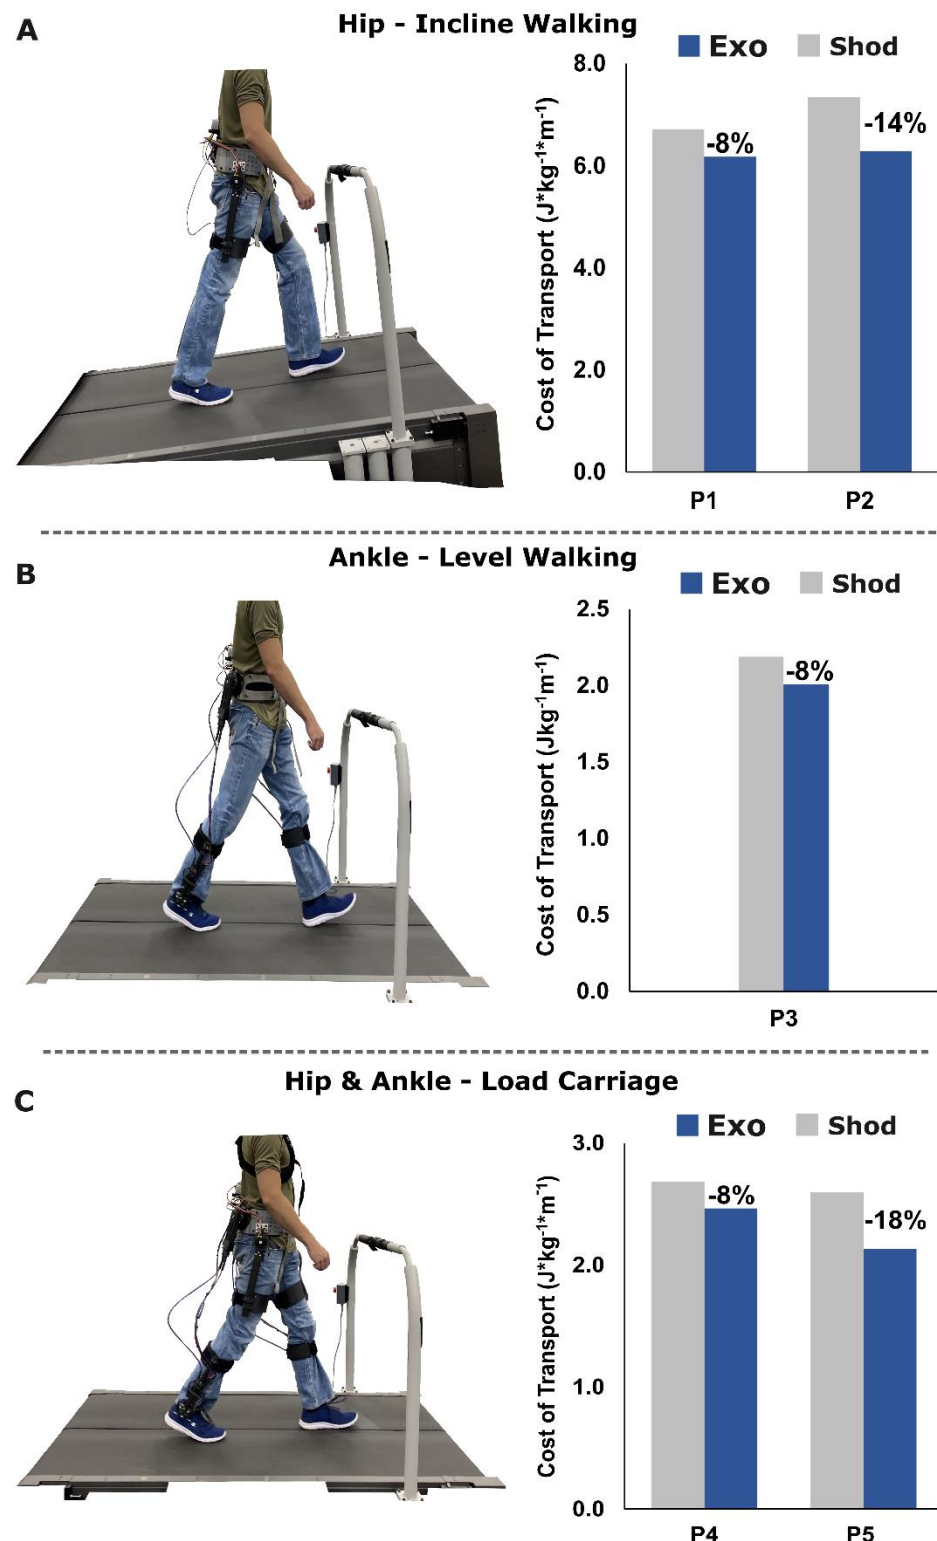 A
Hip - Incline Walking
Exo Shod
Cost of Transport (J*kg⁻¹*m⁻¹)
8.0
6.0
4.0
2.0
0.0
-8%
-14%
P1 P2
B
Ankle - Level Walking
Exo Shod
Cost of Transport (Jkg⁻¹m⁻¹)
2.5
2.0
1.5
1.0
0.5
0.0
-8%
P3
C
Hip & Ankle - Load Carriage
Exo Shod
Cost of Transport (J*kg⁻¹*m⁻¹)
3.0
2.0
1.0
0.0
-8%
-18%
P4 P5